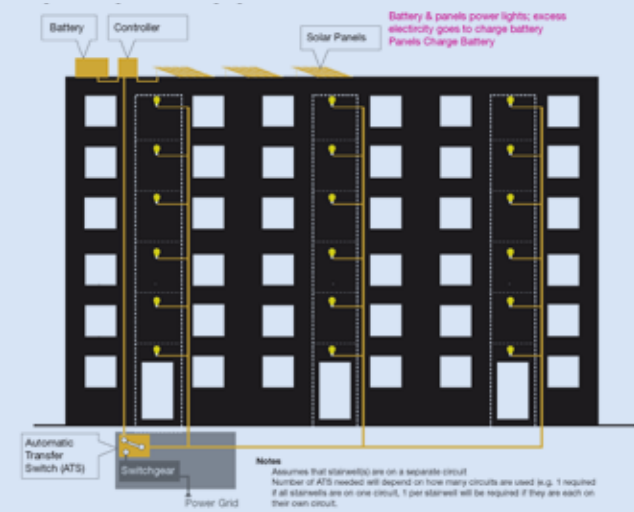 Battery
Controller
Solar Panels
Battery & panels power lights; excess
electircity goes to charge battery
Panels Charge Battery
Automatic
Transfer
Switch (ATS)
Switchgear
Power Grid
Notes
Assumes that stairwell(s) are on a separate circuit
Number of ATS needed will depend on how many circuits are used (e.g. 1 required
if all stairwells are on one circuit, 1 per stairwell will be required if they are each on
their own circuit.